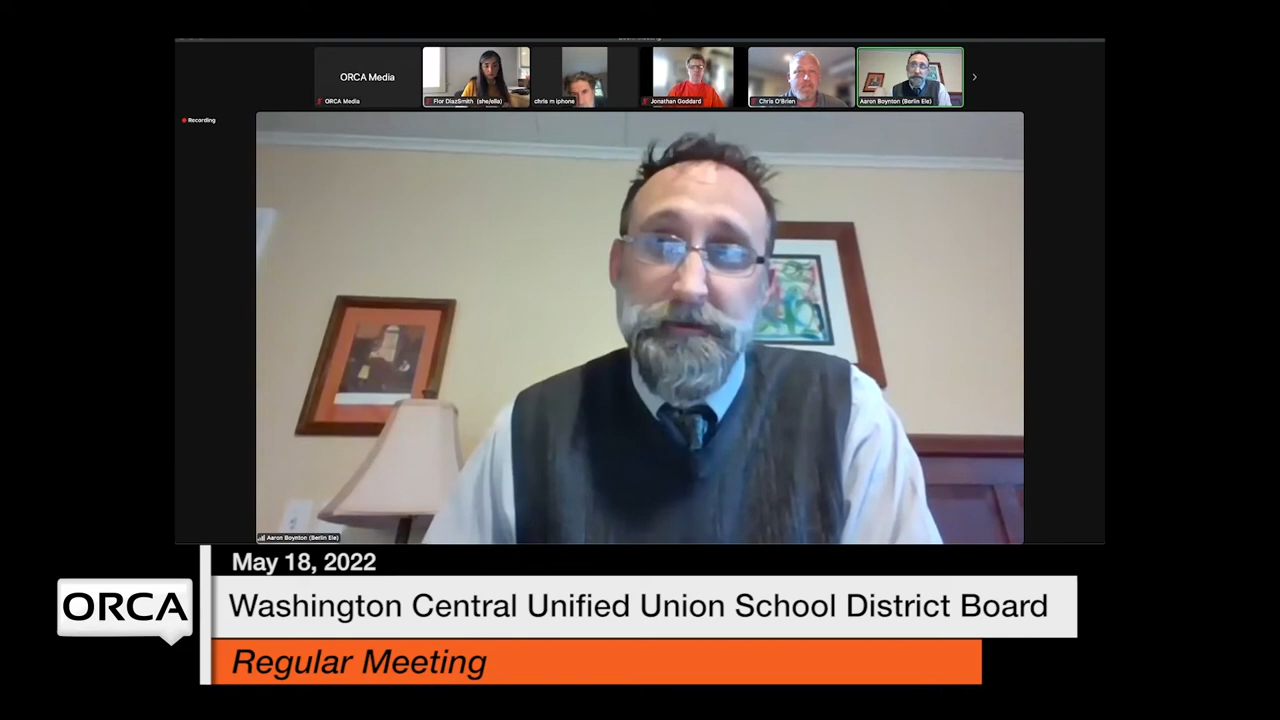 ORCA Media
ORCA Media
Flor DiazSmith (she/ella)
chris m iphone
Jonathan Goddard
Chris O'Brien
Aaron Boynton (Berlin Ele)
Recording
Aaron Boynton (Berlin Ele)
May 18, 2022
ORCA
Washington Central Unified Union School District Board
Regular Meeting